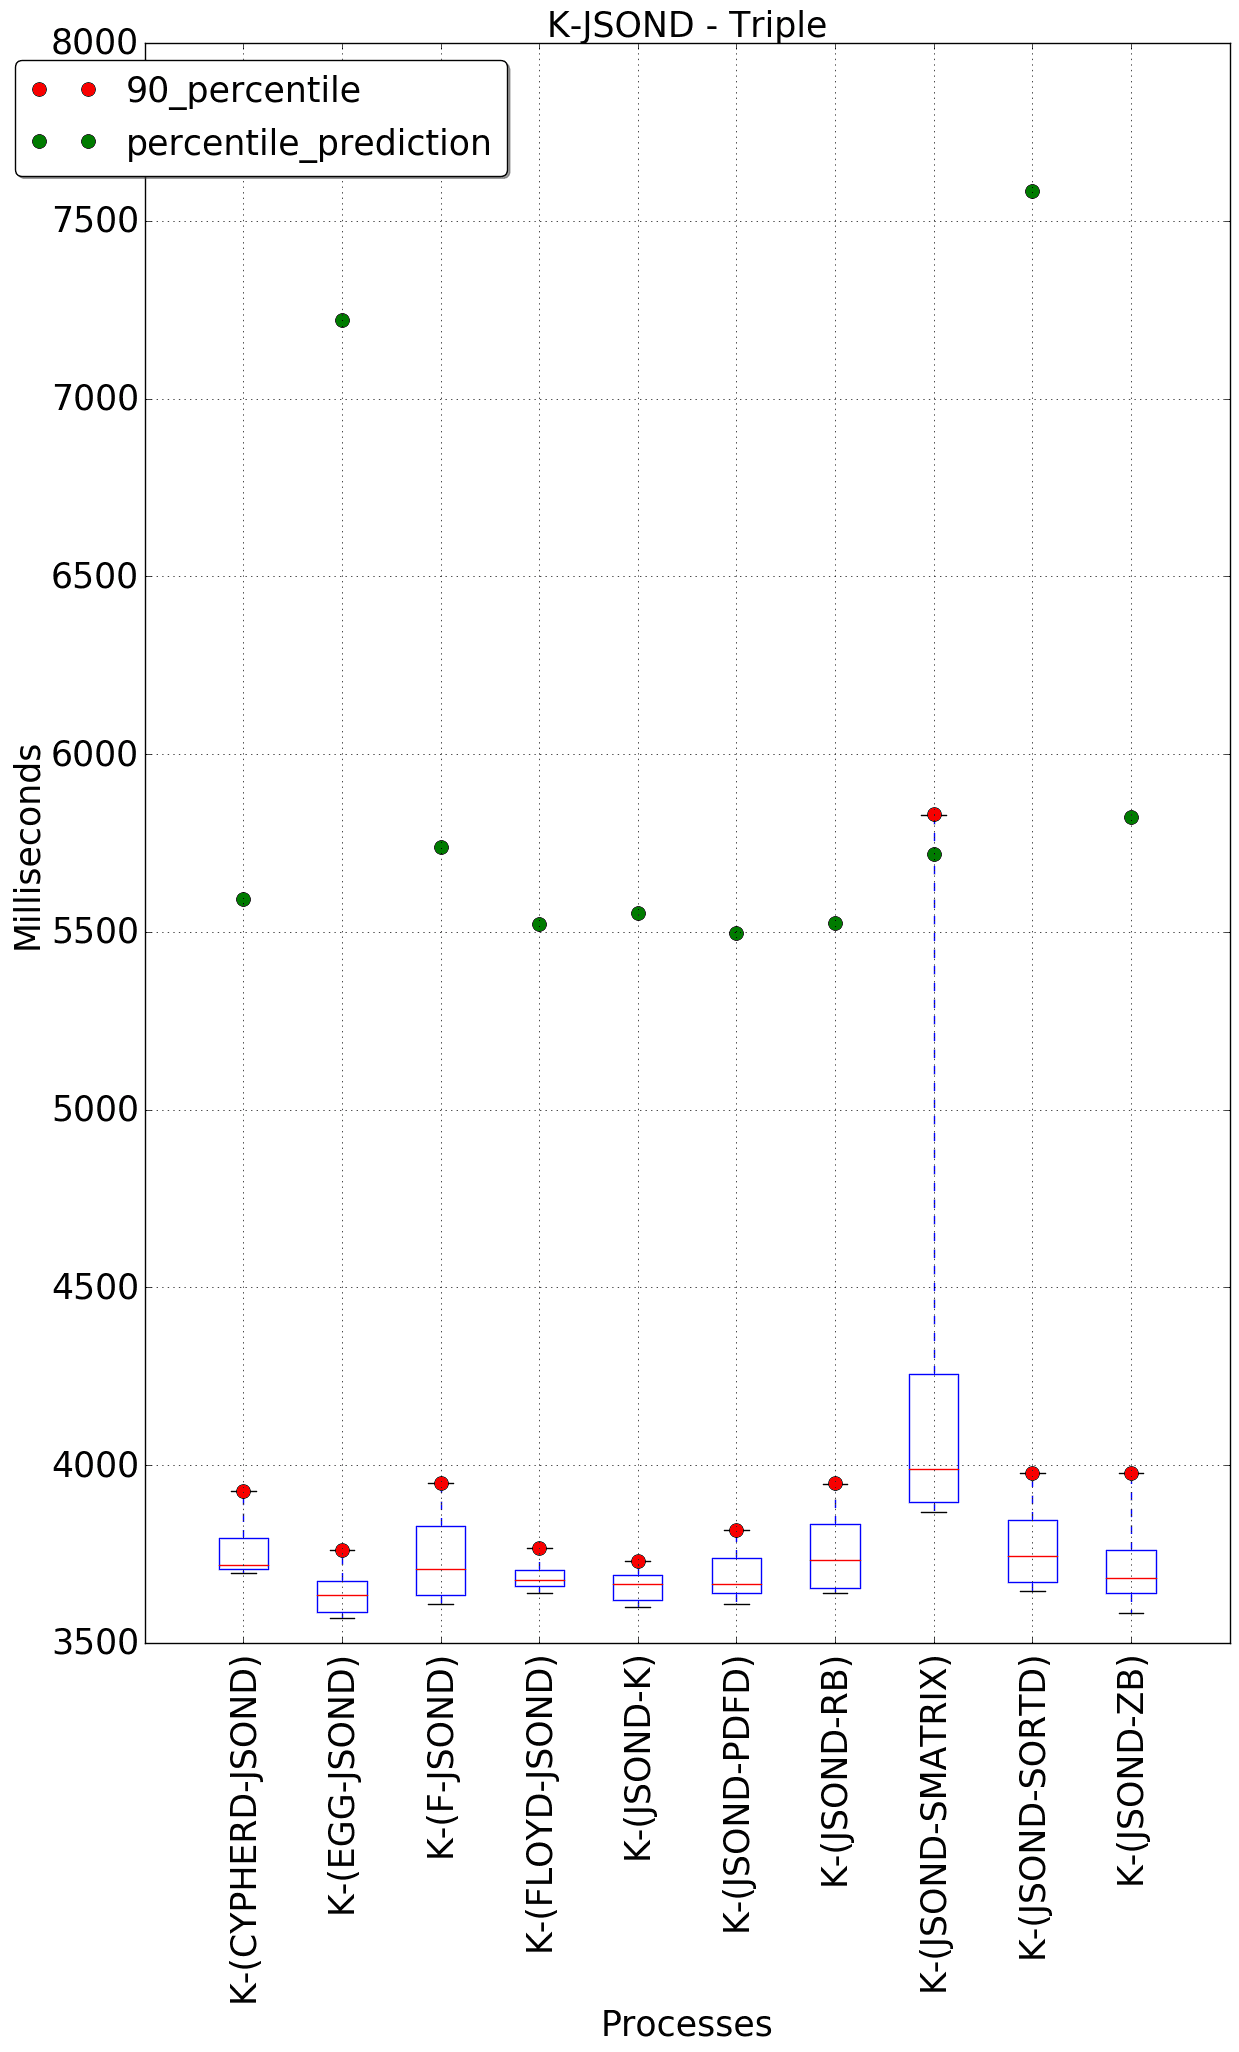 K-JSOND - Triple
90_percentile
percentile_prediction
8000
7500
7000
6500
6000
5500
5000
4500
4000
3500
Milliseconds
K-(CYPHERD-JSOND)
K-(EGG-JSOND)
K-(F-JSOND)
K-(FLOYD-JSOND)
K-(JSOND-K)
K-(JSOND-PDFD)
K-(JSOND-RB)
K-(JSOND-SMATRIX)
K-(JSOND-SORTD)
K-(JSOND-ZB)
Processes